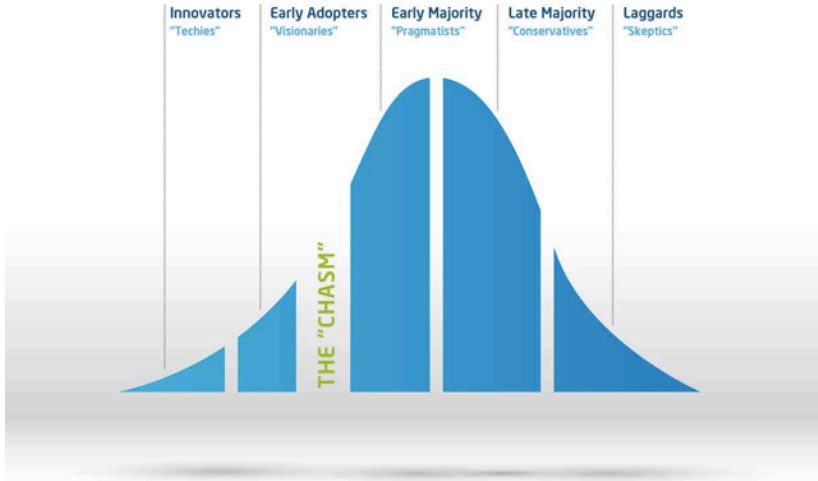 Innovators
"Techies"
Early Adopters
"Visionaries"
Early Majority
"Pragmatists"
Late Majority
"Conservatives"
Laggards
"Skeptics"
THE "CHASM"